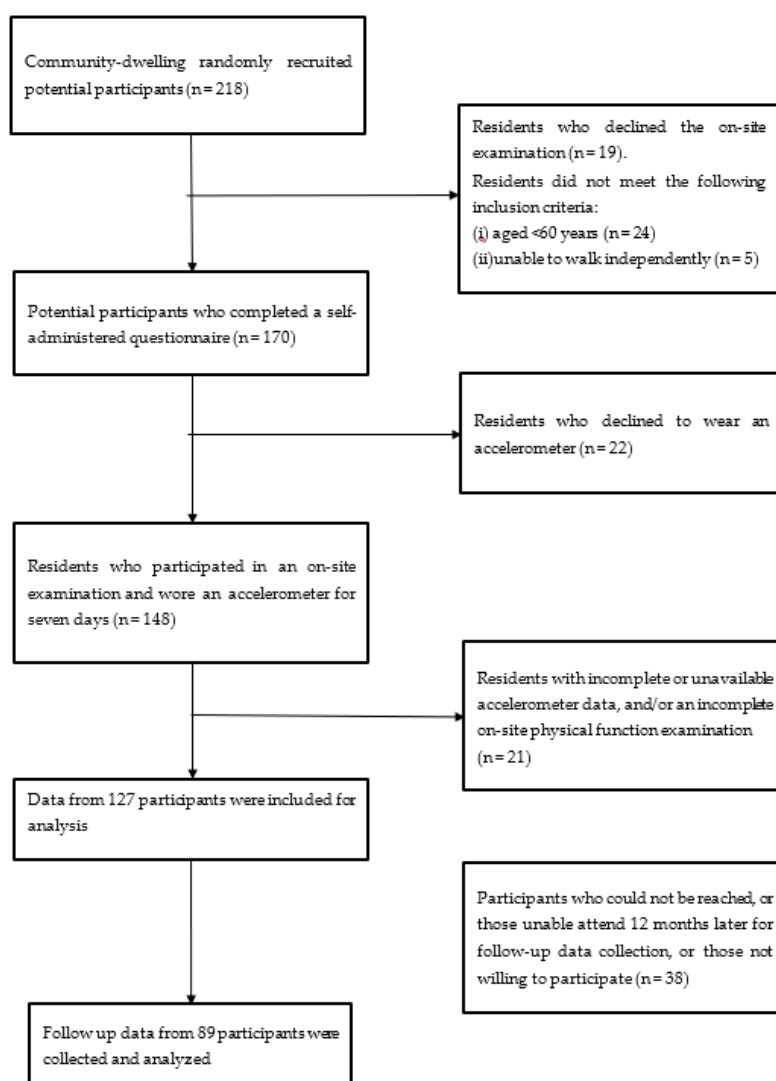 Community-dwelling randomly recruited
potential participants (n = 218)
Residents who declined the on-site
examination (n = 19).
Residents did not meet the following
inclusion criteria:
(i) aged <60 years (n = 24)
(ii)unable to walk independently (n = 5)
Potential participants who completed a self-
administered questionnaire (n = 170)
Residents who declined to wear an
accelerometer (n = 22)
Residents who participated in an on-site
examination and wore an accelerometer for
seven days (n = 148)
Residents with incomplete or unavailable
accelerometer data, and/or an incomplete
on-site physical function examination
(n = 21)
Data from 127 participants were included for
analysis
Participants who could not be reached, or
those unable attend 12 months later for
follow-up data collection, or those not
willing to participate (n = 38)
Follow up data from 89 participants were
collected and analyzed